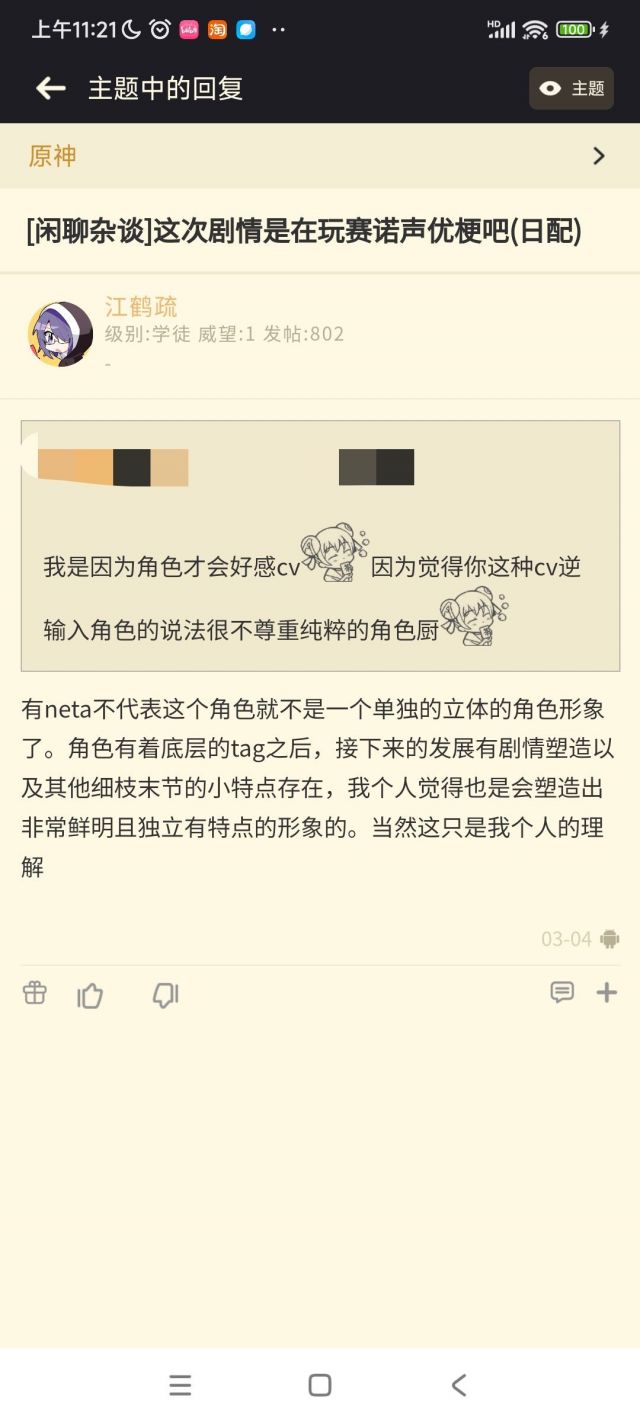 上午11:21
HD
6
100
主题中的回复
主题
原神
[闲聊杂谈]这次剧情是在玩赛诺声优梗吧(日配)
江鹤疏
级别:学徒 威望:1 发帖:802
-
我是因为角色才会好感cv 因为觉得你这种cv逆
输入角色的说法很不尊重纯粹的角色厨
有neta不代表这个角色就不是一个单独的立体的角色形象
了。角色有着底层的tag之后，接下来的发展有剧情塑造以
及其他细枝末节的小特点存在，我个人觉得也是会塑造出
非常鲜明且独立有特点的形象的。当然这只是我个人的理
解
03-04